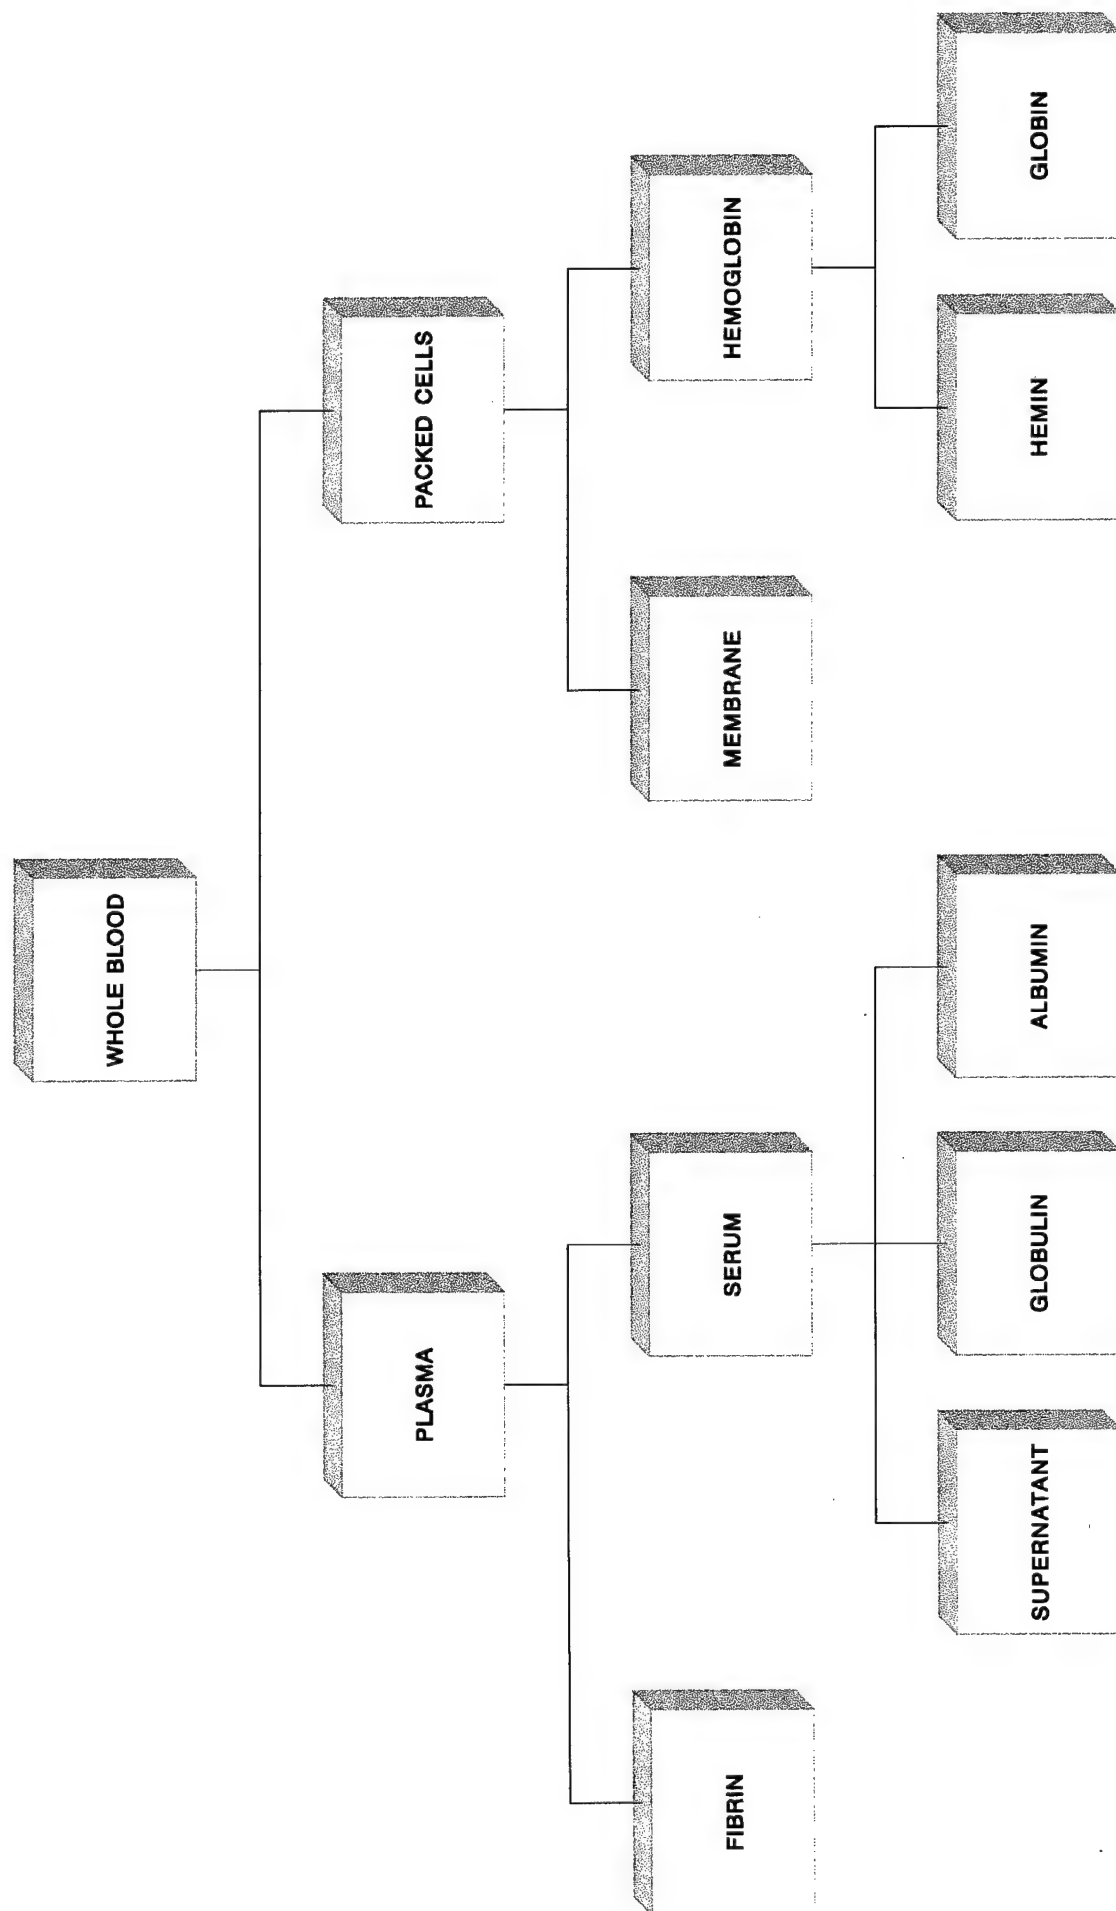 WHOLE BLOOD
PLASMA
PACKED CELLS
FIBRIN
SERUM
MEMBRANE
HEMOGLOBIN
SUPERNATANT
GLOBULIN
ALBUMIN
HEMIN
GLOBIN